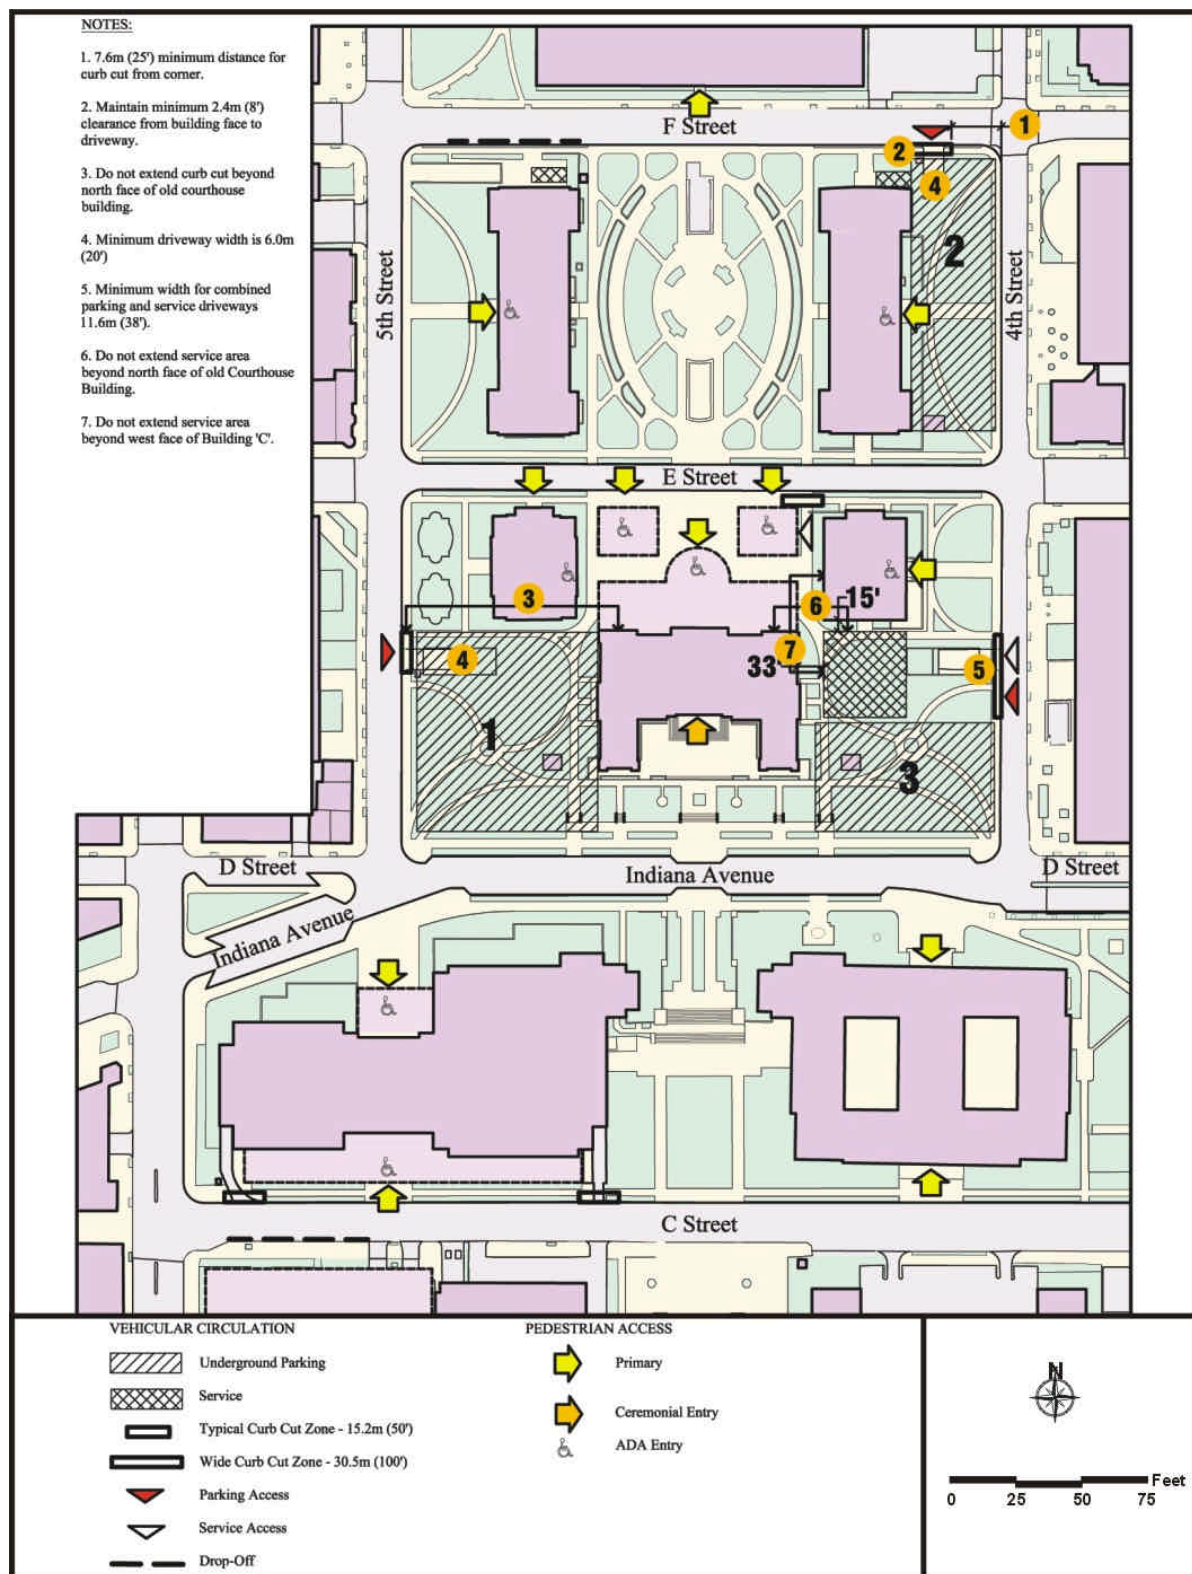 NOTES:
1. 7.6m (25') minimum distance for
curb cut from corner.
2. Maintain minimum 2.4m (8')
clearance from building face to
driveway.
3. Do not extend curb cut beyond
north face of old courthouse
building.
4. Minimum driveway width is 6.0m
(20')
5. Minimum width for combined
parking and service driveways
11.6m (38').
6. Do not extend service area
beyond north face of old Courthouse
Building.
7. Do not extend service area
beyond west face of Building 'C'.
F Street
1
2
4
2
5th Street
4th Street
E Street
3
6
15'
4
7
33'
5
1
3
D Street
Indiana Avenue
D Street
Indiana Avenue
C Street
VEHICULAR CIRCULATION
Underground Parking
Service
Typical Curb Cut Zone - 15.2m (50')
Wide Curb Cut Zone - 30.5m (100')
Parking Access
Service Access
Drop-Off
PEDESTRIAN ACCESS
Primary
Ceremonial Entry
ADA Entry
N
Feet
0 25 50 75